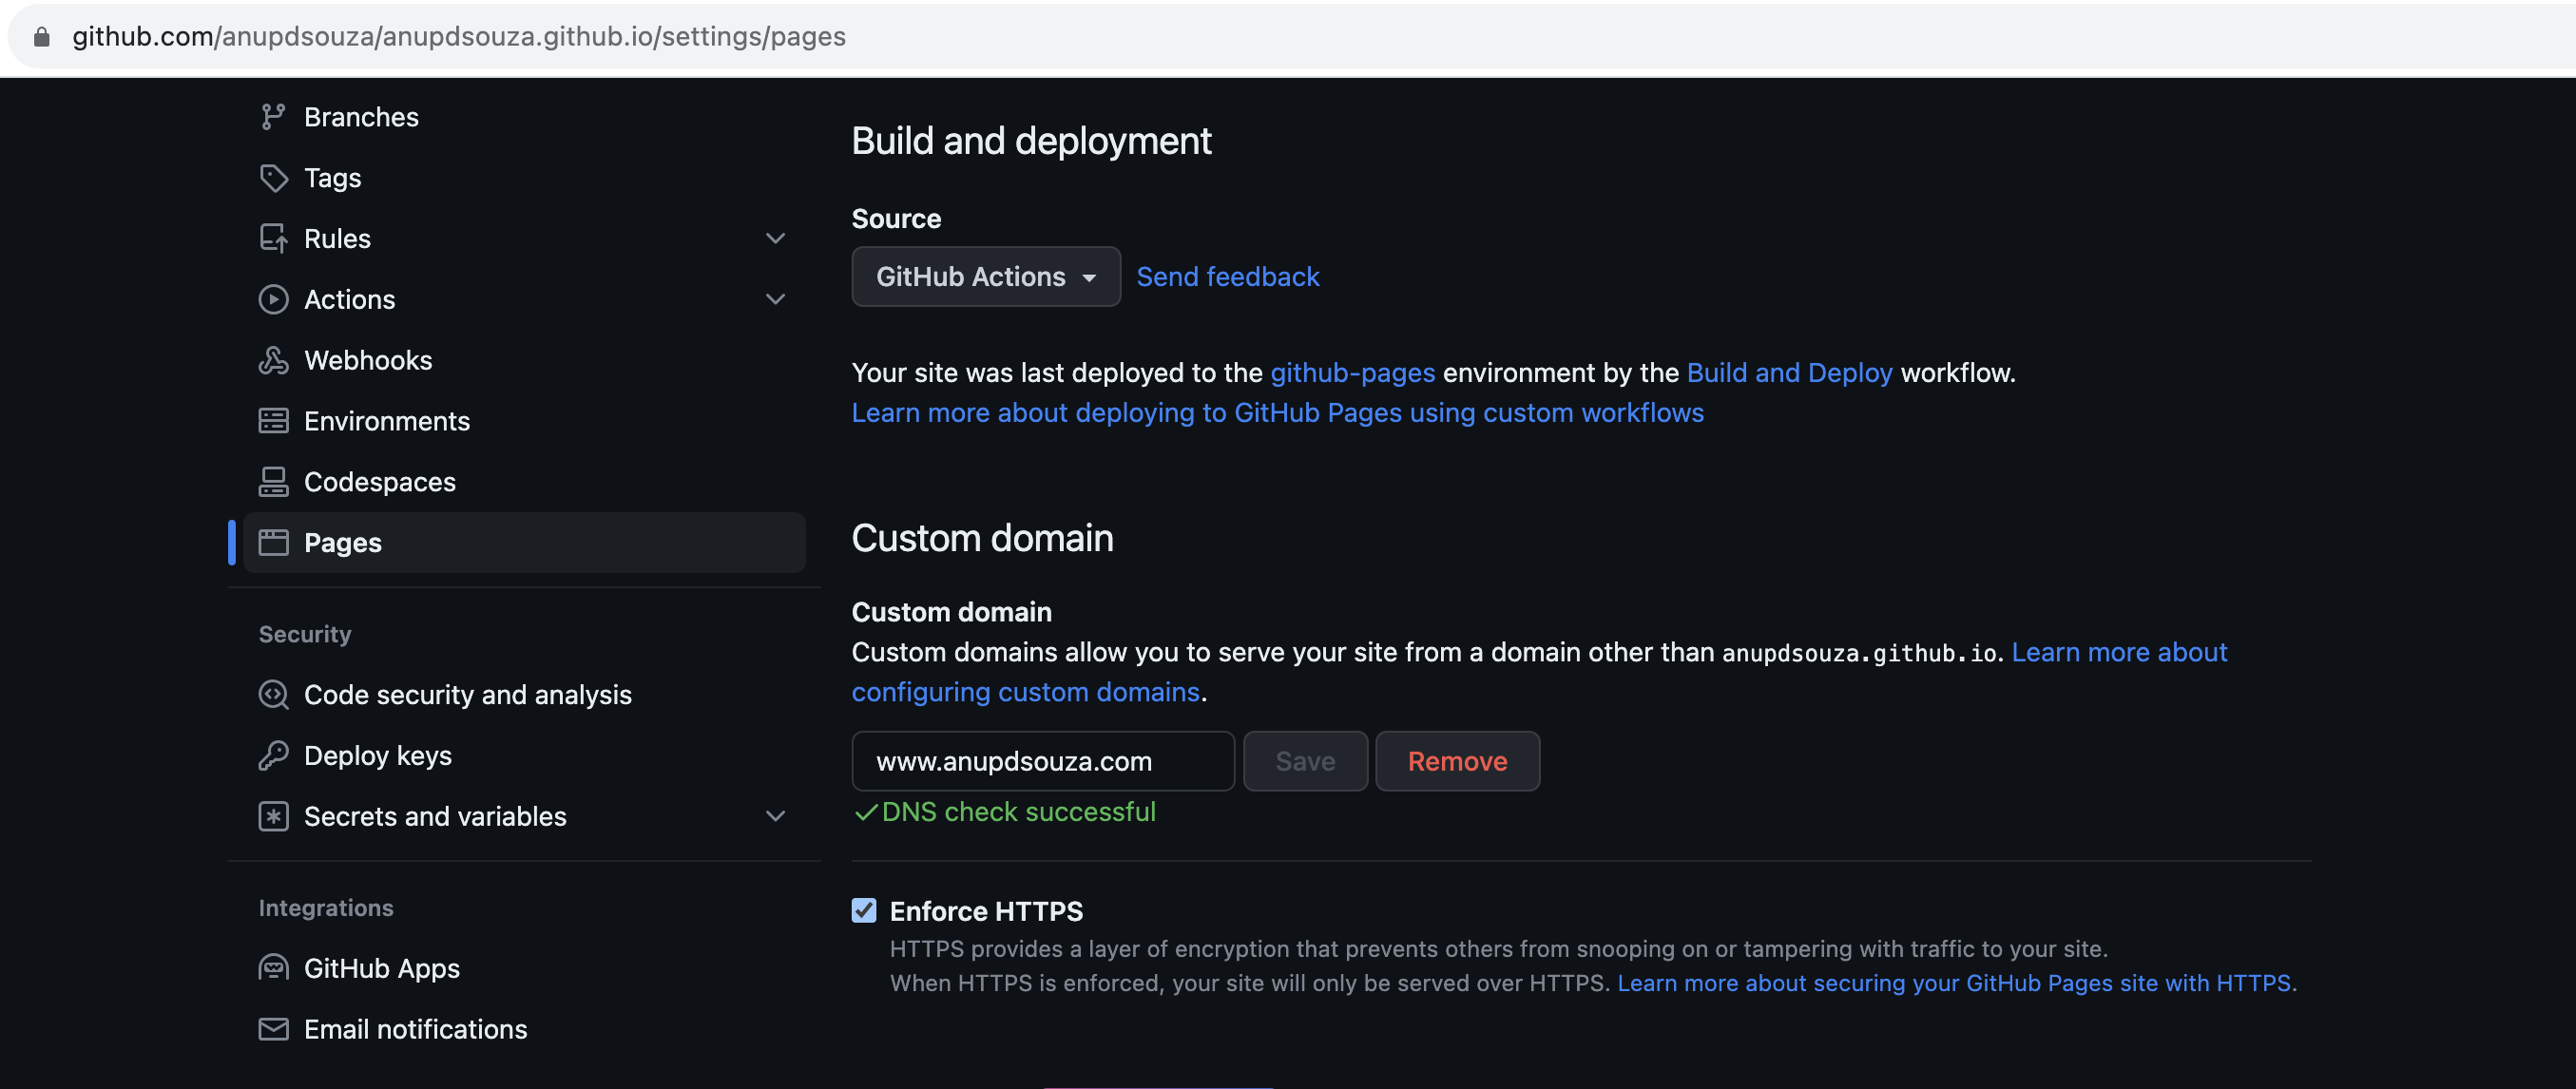 github.com/anupdsouza/anupdsouza.github.io/settings/pages
Branches
Tags
Rules
Actions
Webhooks
Environments
Codespaces
Pages
Security
Code security and analysis
Deploy keys
Secrets and variables
Integrations
GitHub Apps
Email notifications
Build and deployment
Source
GitHub Actions
Send feedback
Your site was last deployed to the github-pages environment by the Build and Deploy workflow.
Learn more about deploying to GitHub Pages using custom workflows
Custom domain
Custom domain
Custom domains allow you to serve your site from a domain other than anupdsouza.github.io. Learn more about
configuring custom domains.
www.anupdsouza.com
Save
Remove
DNS check successful
Enforce HTTPS
HTTPS provides a layer of encryption that prevents others from snooping on or tampering with traffic to your site.
When HTTPS is enforced, your site will only be served over HTTPS. Learn more about securing your GitHub Pages site with HTTPS.